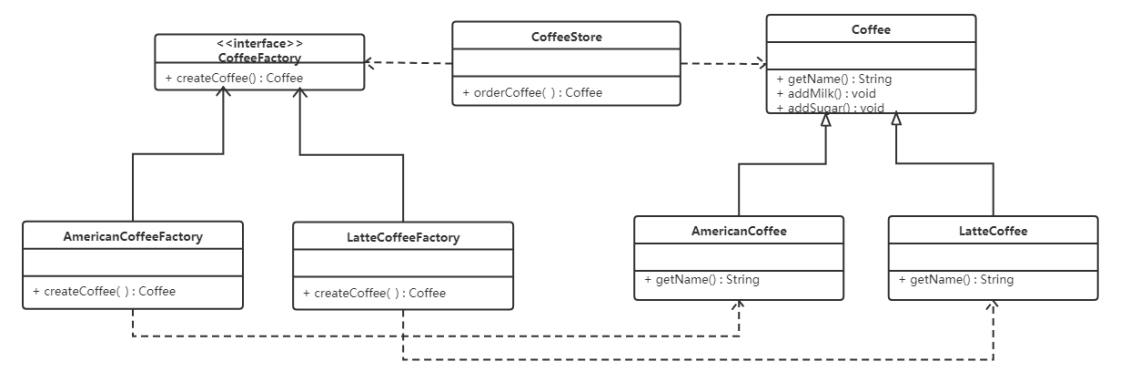 <<interface>>
CoffeeFactory
+ createCoffee() : Coffee
CoffeeStore
+ orderCoffee( ) : Coffee
Coffee
+ getName() : String
+ addMilk() : void
+ addSugar() : void
AmericanCoffeeFactory
+ createCoffee( ) : Coffee
LatteCoffeeFactory
+ createCoffee( ) : Coffee
AmericanCoffee
+ getName() : String
LatteCoffee
+ getName() : String